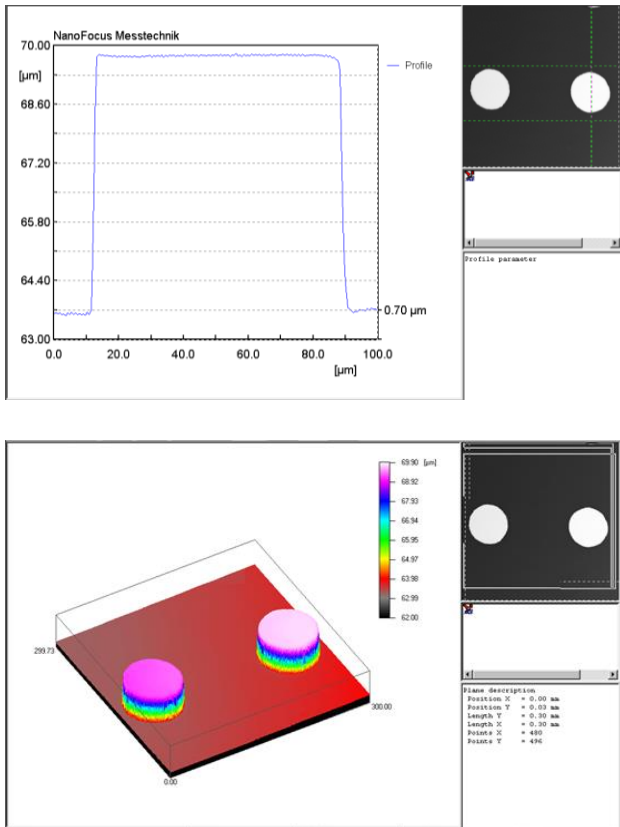 NanoFocus Messtechnik
70.00
[µm]
Profile
68.60
67.20
65.80
64.40
0.70 µm
63.00
0.0 20.0 40.0 60.0 80.0 100.0
[µm]
Profile parameter
69.90 [µm]
68.92
67.93
66.94
65.95
64.97
63.98
62.99
62.00
299.73
300.00
0.00
Plane description
Position X = 0.00 mm
Position Y = 0.03 mm
Length Y = 0.30 mm
Length X = 0.30 mm
Points X = 480
Points Y = 496